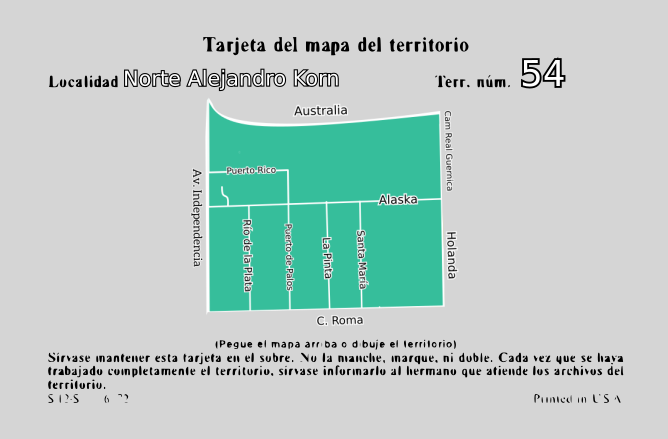 Tarjeta del mapa del territorio
Localidad Norte Alejandro Korn Terr. núm. 54
Australia
Cam Real Guernica
Puerto Rico
Av. Independencia
Alaska
Río de la Plata
Puerto de Palos
La Pinta
Santa María
Holanda
C. Roma
(Pegue el mapa arriba o dibuje el territorio)
Sírvase mantener esta tarjeta en el sobre. No la manche, marque, ni doble. Cada vez que se haya
trabajado completamente el territorio, sírvase informarlo al hermano que atiende los archivos del
territorio.
S-12-S Printed in U.S.A.